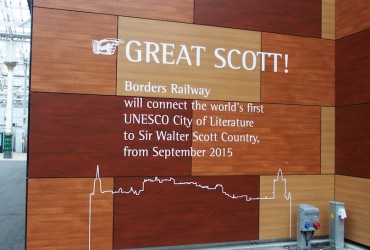 GREAT SCOTT!
Borders Railway
will connect the world's first
UNESCO City of Literature
to Sir Walter Scott Country,
from September 2015